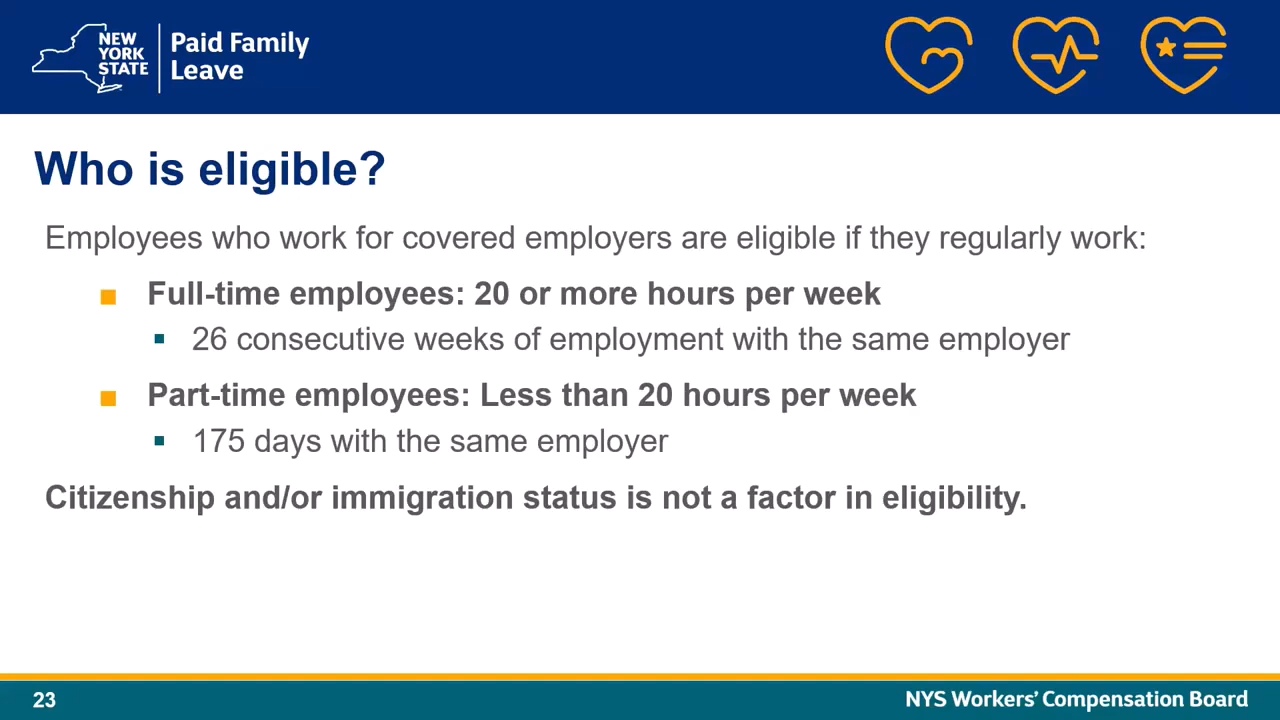 NEW
YORK
STATE
Paid Family
Leave
Who is eligible?
Employees who work for covered employers are eligible if they regularly work:
Full-time employees: 20 or more hours per week
26 consecutive weeks of employment with the same employer
Part-time employees: Less than 20 hours per week
175 days with the same employer
Citizenship and/or immigration status is not a factor in eligibility.
23
NYS Workers' Compensation Board